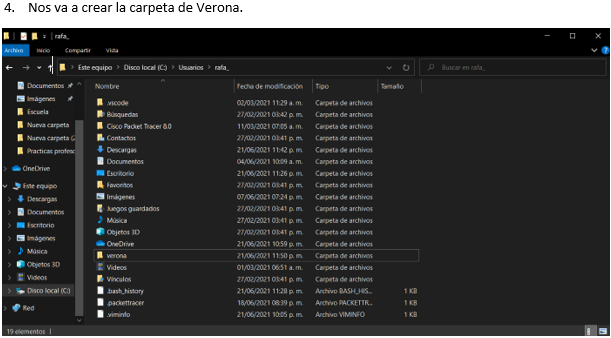 4. Nos va a crear la carpeta de Verona.
rafa_
Archivo Inicio Compartir Vista
Este equipo Disco local (C:) Usuarios rafa_
Buscar en rafa_
Nombre Fecha de modificación Tipo Tamaño
Documentos
Imágenes
Escuela
Nueva carpeta
Nueva carpeta (2
Practicas profesc
OneDrive
Este equipo
Descargas
Documentos
Escritorio
Imágenes
Música
Objetos 3D
Videos
Disco local (C:)
Red
.vscode 02/03/2021 11:29 a. m. Carpeta de archivos
Búsquedas 27/02/2021 03:42 p. m. Carpeta de archivos
Cisco Packet Tracer 8.0 11/03/2021 07:05 a. m. Carpeta de archivos
Contactos 27/02/2021 03:41 p. m. Carpeta de archivos
Descargas 21/06/2021 11:42 p. m. Carpeta de archivos
Documentos 04/06/2021 10:09 a. m. Carpeta de archivos
Escritorio 21/06/2021 11:26 p. m. Carpeta de archivos
Favoritos 27/02/2021 03:41 p. m. Carpeta de archivos
Imágenes 07/06/2021 07:24 p. m. Carpeta de archivos
Juegos guardados 27/02/2021 03:41 p. m. Carpeta de archivos
Música 27/02/2021 03:41 p. m. Carpeta de archivos
Objetos 3D 27/02/2021 03:41 p. m. Carpeta de archivos
OneDrive 21/06/2021 10:59 p. m. Carpeta de archivos
verona 21/06/2021 11:50 p. m. Carpeta de archivos
Videos 01/03/2021 06:51 a. m. Carpeta de archivos
Vínculos 27/02/2021 03:41 p. m. Carpeta de archivos
.bash_history 21/06/2021 11:28 p. m. Archivo BASH_HIS... 1 KB
.packettracer 18/06/2021 08:39 p. m. Archivo PACKETTR... 1 KB
.viminfo 21/06/2021 10:05 p. m. Archivo VIMINFO 1 KB
19 elementos